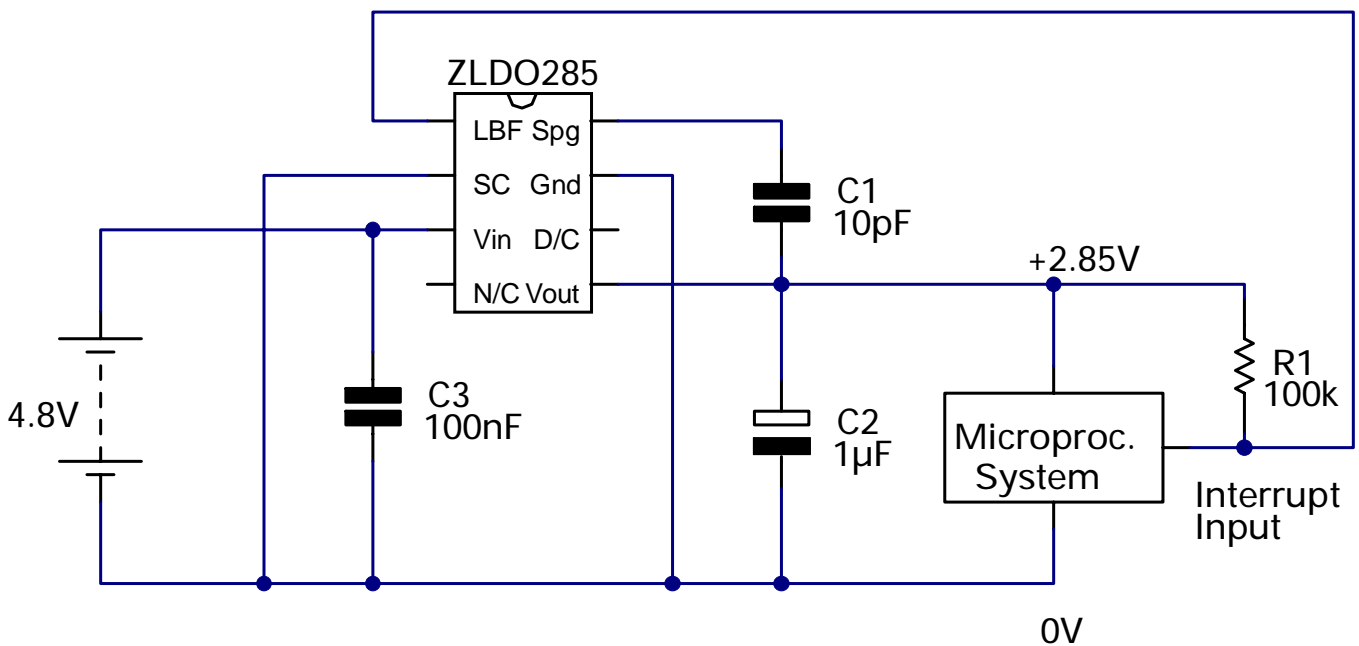 ZLDO285
LBF Spg
SC Gnd
Vin D/C
N/C Vout
C1
10pF
+2.85V
R1
100k
4.8V
C3
100nF
C2
1µF
Microproc.
System
Interrupt
Input
0V